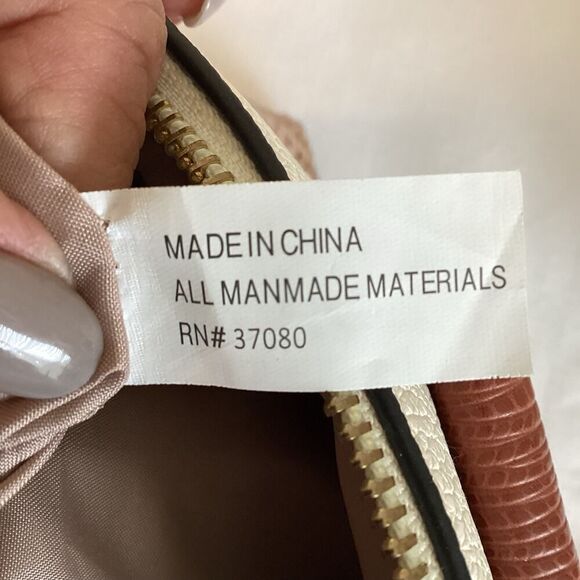 MADE IN CHINA
ALL MANMADE MATERIALS
RN# 37080